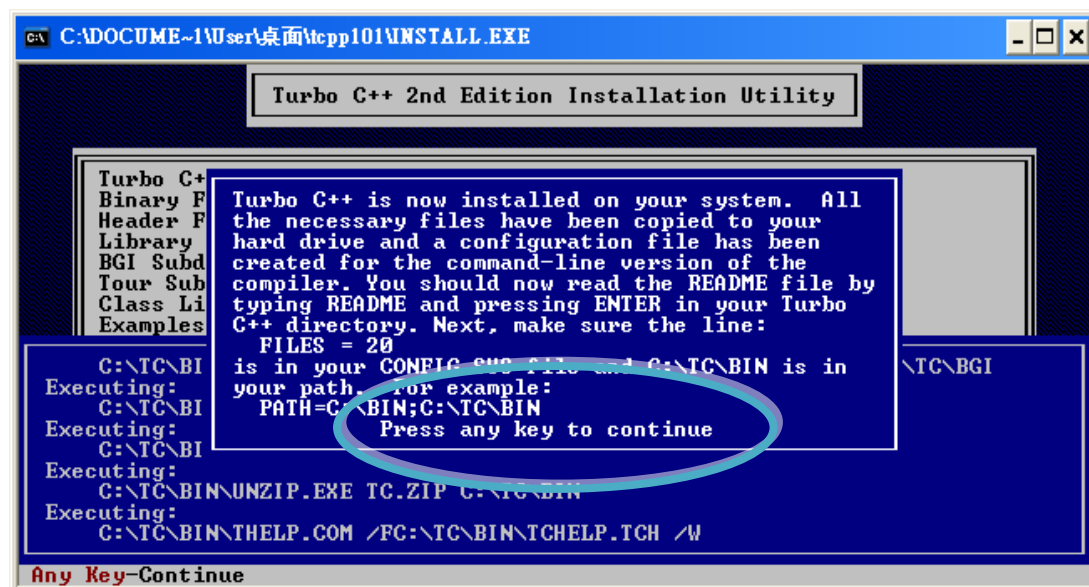 C:\DOCUME~1\User\桌面\tcpp101\INSTALL.EXE
Turbo C++ 2nd Edition Installation Utility
Turbo C+
Binary F
Header F
Library
BGI Subd
Tour Sub
Class Li
Examples
Turbo C++ is now installed on your system. All
the necessary files have been copied to your
hard drive and a configuration file has been
created for the command-line version of the
compiler. You should now read the README file by
typing README and pressing ENTER in your Turbo
C++ directory. Next, make sure the line:
FILES = 20
is in your CONFIG.SYS file and C:\TC\BIN is in
your path. For example:
PATH=C:\BIN;C:\TC\BIN
Press any key to continue
C:\TC\BI \TC\BGI
Executing:
C:\TC\BI
Executing:
C:\TC\BI
Executing:
C:\TC\BIN\UNZIP.EXE TC.ZIP C:\TC\BIN
Executing:
C:\TC\BIN\THELP.COM /FC:\TC\BIN\TCHELP.TCH /W
Any Key-Continue